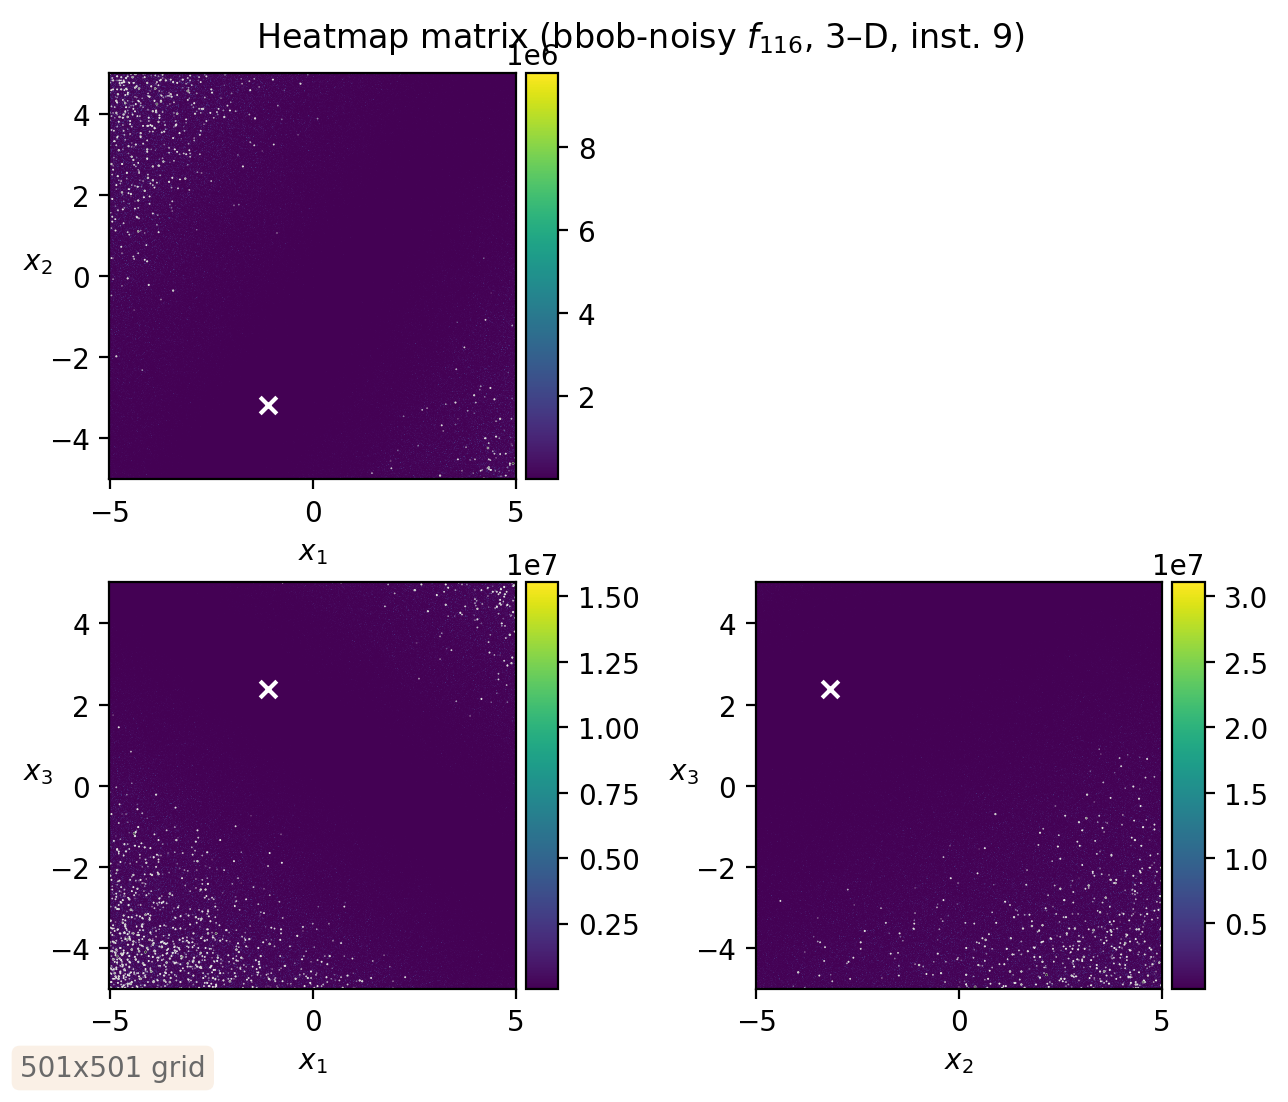 Heatmap matrix (bbob-noisy f116, 3–D, inst. 9)
1e6
4
2
0
−2
−4
x2
8
6
4
2
−5 0 5
x1
1e7
4
2
0
−2
−4
x3
1.50
1.25
1.00
0.75
0.50
0.25
−5 0 5
x1
1e7
4
2
0
−2
−4
x3
3.0
2.5
2.0
1.5
1.0
0.5
−5 0 5
x2
501x501 grid